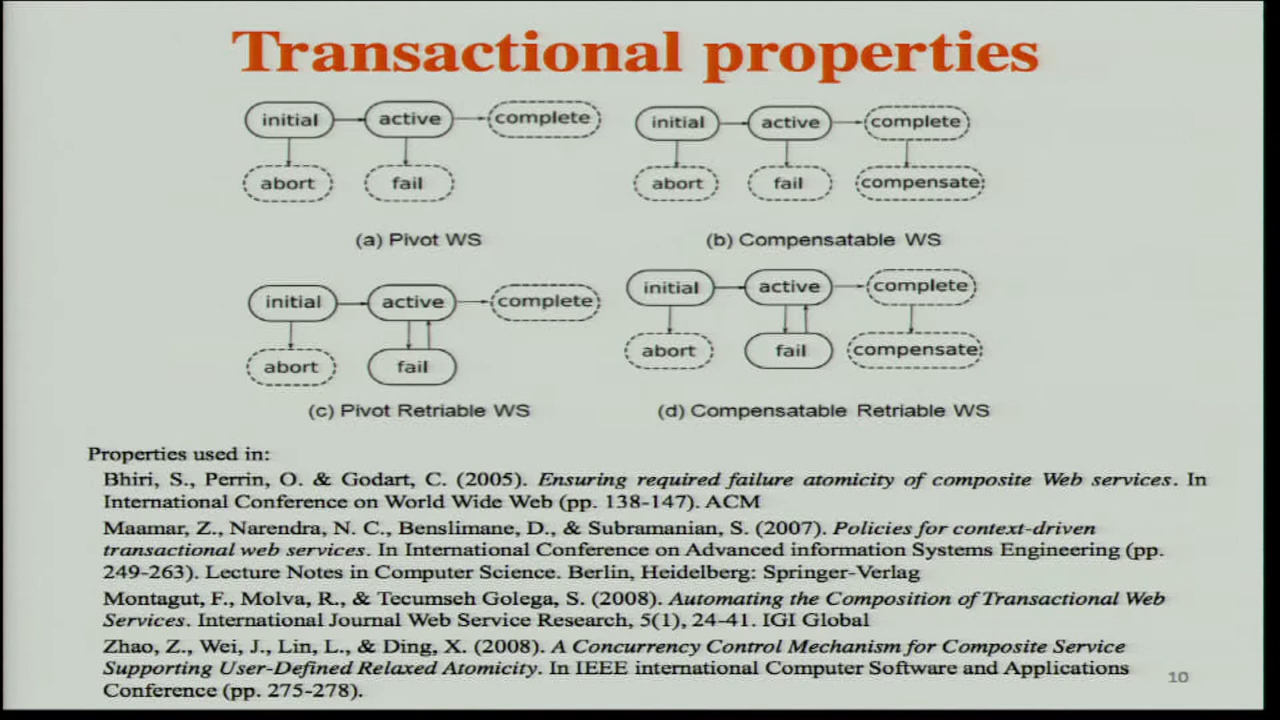 Transactional properties
initial active complete
abort fail
(a) Pivot WS
initial active complete
abort fail compensate
(b) Compensatable WS
initial active complete
abort fail
(c) Pivot Retriable WS
initial active complete
abort fail compensate
(d) Compensatable Retriable WS
Properties used in:
Bhiri, S., Perrin, O. & Godart, C. (2005). Ensuring required failure atomicity of composite Web services. In
International Conference on World Wide Web (pp. 138-147). ACM
Maamar, Z., Narendra, N. C., Benslimane, D., & Subramanian, S. (2007). Policies for context-driven
transactional web services. In International Conference on Advanced information Systems Engineering (pp.
249-263). Lecture Notes in Computer Science. Berlin, Heidelberg: Springer-Verlag
Montagut, F., Molva, R., & Tecumseh Golega, S. (2008). Automating the Composition of Transactional Web
Services. International Journal Web Service Research, 5(1), 24-41. IGI Global
Zhao, Z., Wei, J., Lin, L., & Ding, X. (2008). A Concurrency Control Mechanism for Composite Service
Supporting User-Defined Relaxed Atomicity. In IEEE international Computer Software and Applications
Conference (pp. 275-278).
10